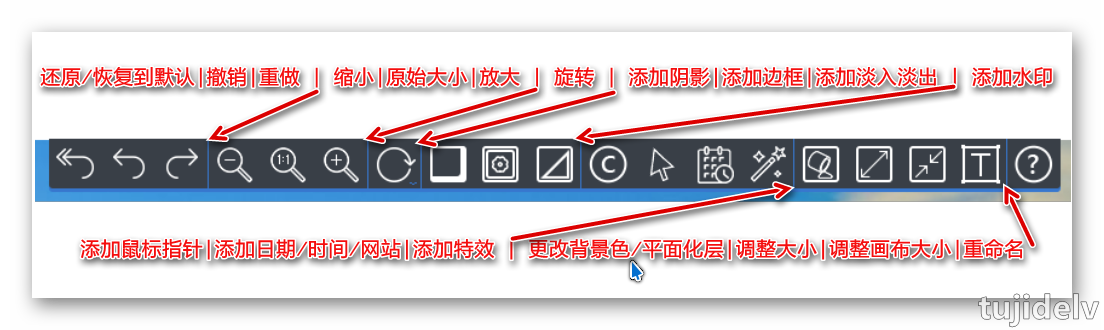 还原/恢复到默认|撤销|重做 | 缩小|原始大小|放大 | 旋转 | 添加阴影|添加边框|添加淡入淡出 | 添加水印
1:1 C T ?
添加鼠标指针|添加日期/时间/网站|添加特效 | 更改背景色/平面化层|调整大小|调整画布大小|重命名
tujidelv